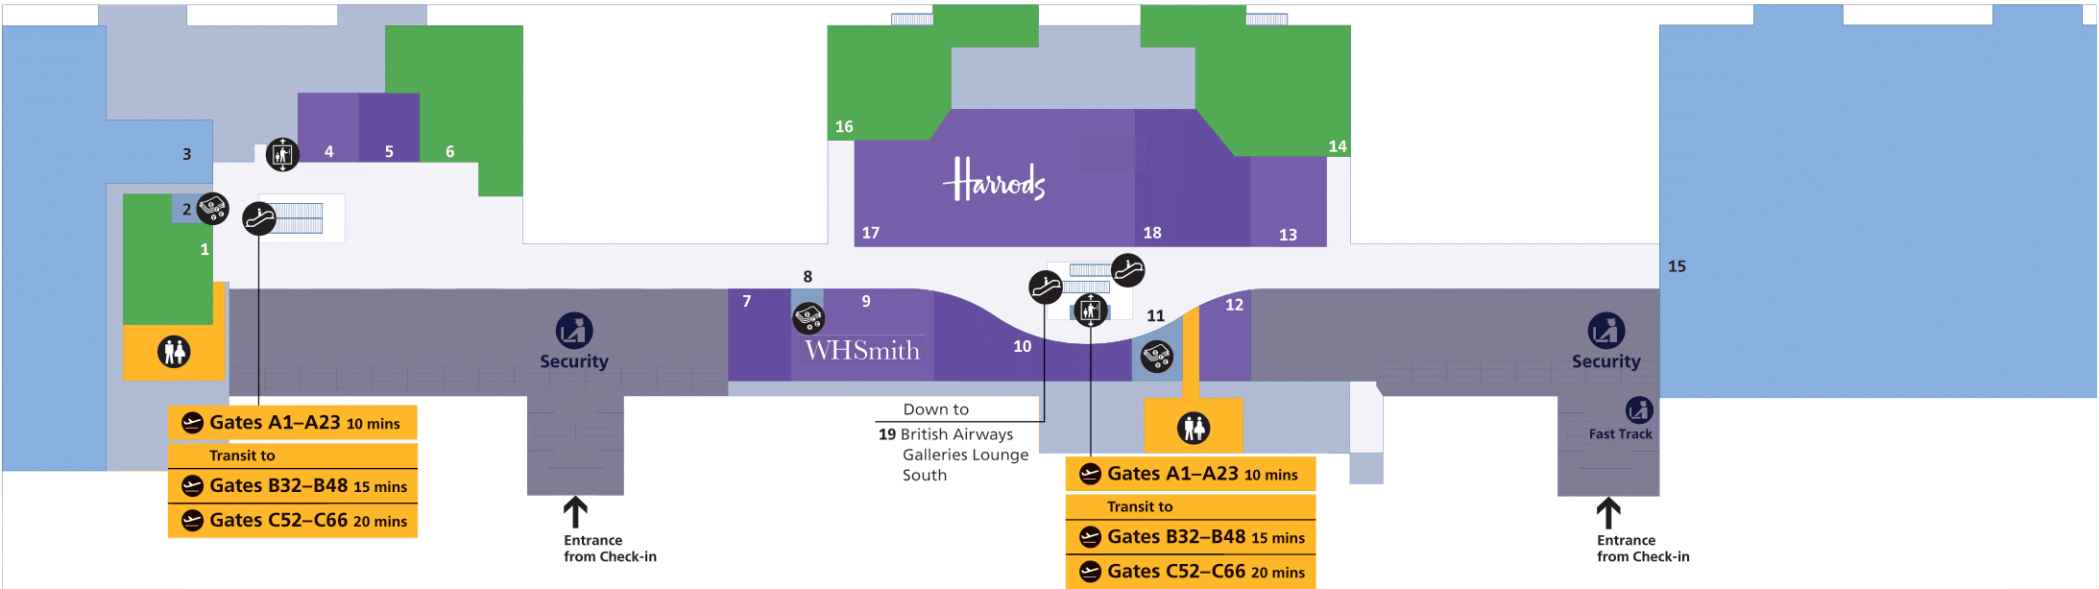 16
14
3
4
5
6
Harrods
2
1
17
18
13
15
8
7
9
12
11
10
WHSmith
Security
Security
Fast Track
Gates A1–A23 10 mins
Transit to
Gates B32–B48 15 mins
Gates C52–C66 20 mins
Down to
19 British Airways
Galleries Lounge
South
Gates A1–A23 10 mins
Transit to
Gates B32–B48 15 mins
Gates C52–C66 20 mins
Entrance
from Check-in
Entrance
from Check-in